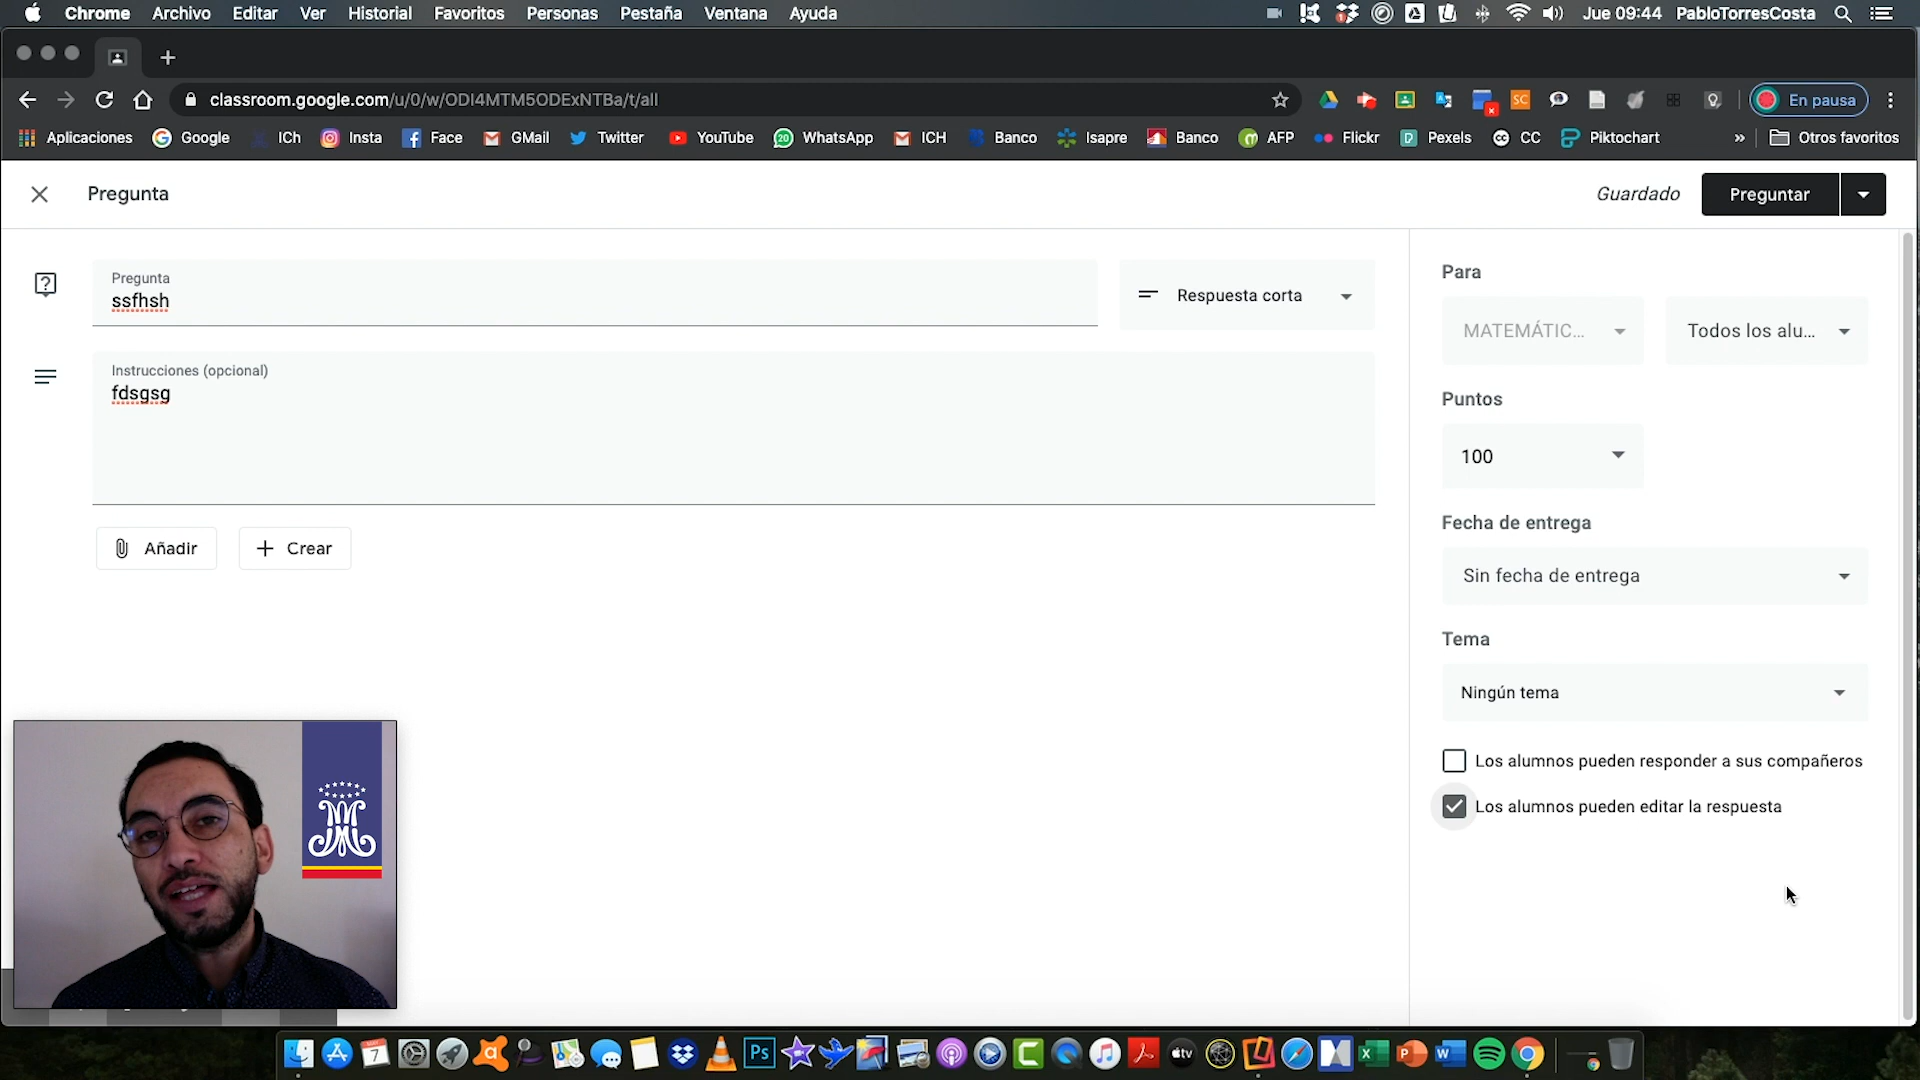 Chrome Archivo Editar Ver Historial Favoritos Personas Pestaña Ventana Ayuda Jue 09:44 PabloTorresCosta
classroom.google.com/u/0/w/ODI4MTM5ODExNTBa/t/all En pausa
Aplicaciones Google ICh Insta Face GMail Twitter YouTube WhatsApp ICH Banco Isapre Banco AFP Flickr Pexels CC Piktochart » Otros favoritos
Pregunta Guardado Preguntar
Pregunta
ssfhsh
Respuesta corta
Instrucciones (opcional)
fdsgsg
Añadir
Crear
Para
MATEMÁTIC... Todos los alu...
Puntos
100
Fecha de entrega
Sin fecha de entrega
Tema
Ningún tema
Los alumnos pueden responder a sus compañeros
Los alumnos pueden editar la respuesta